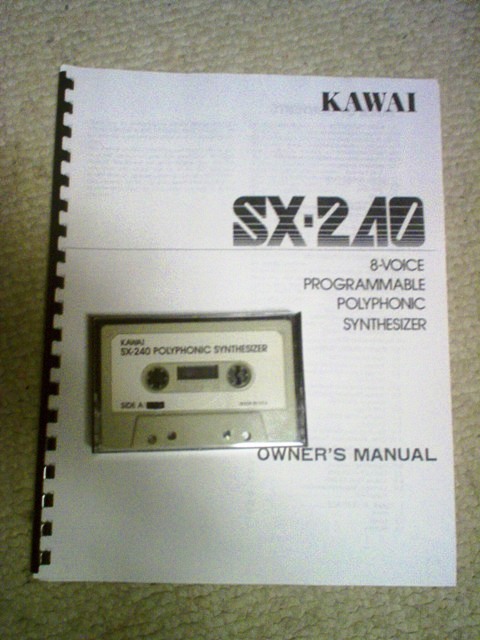 KAWAI
SX-240
8-VOICE
PROGRAMMABLE
POLYPHONIC
SYNTHESIZER
KAWAI
SX-240 POLYPHONIC SYNTHESIZER
SIDE A
OWNER'S MANUAL